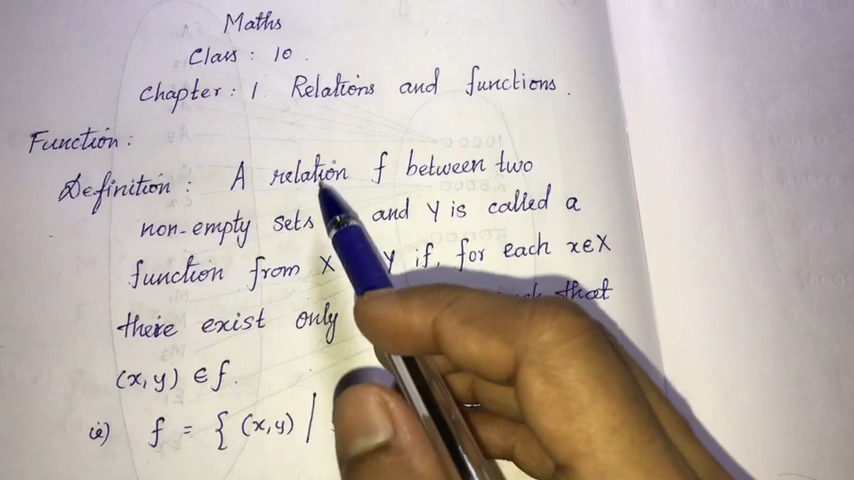 Maths
Class : 10.
Chapter : 1 Relations and functions.
Function :
Definition : A relation f between two
non-empty sets and Y is called a
function from X Y if, for each x∈X
there exist only that
(x,y) ∈ f.
ie) f = { (x,y) |